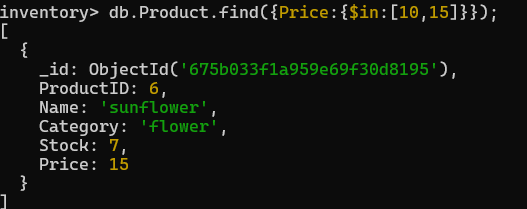 inventory> db.Product.find({Price:{$in:[10,15]}});
[
  {
    _id: ObjectId('675b033f1a959e69f30d8195'),
    ProductID: 6,
    Name: 'sunflower',
    Category: 'flower',
    Stock: 7,
    Price: 15
  }
]